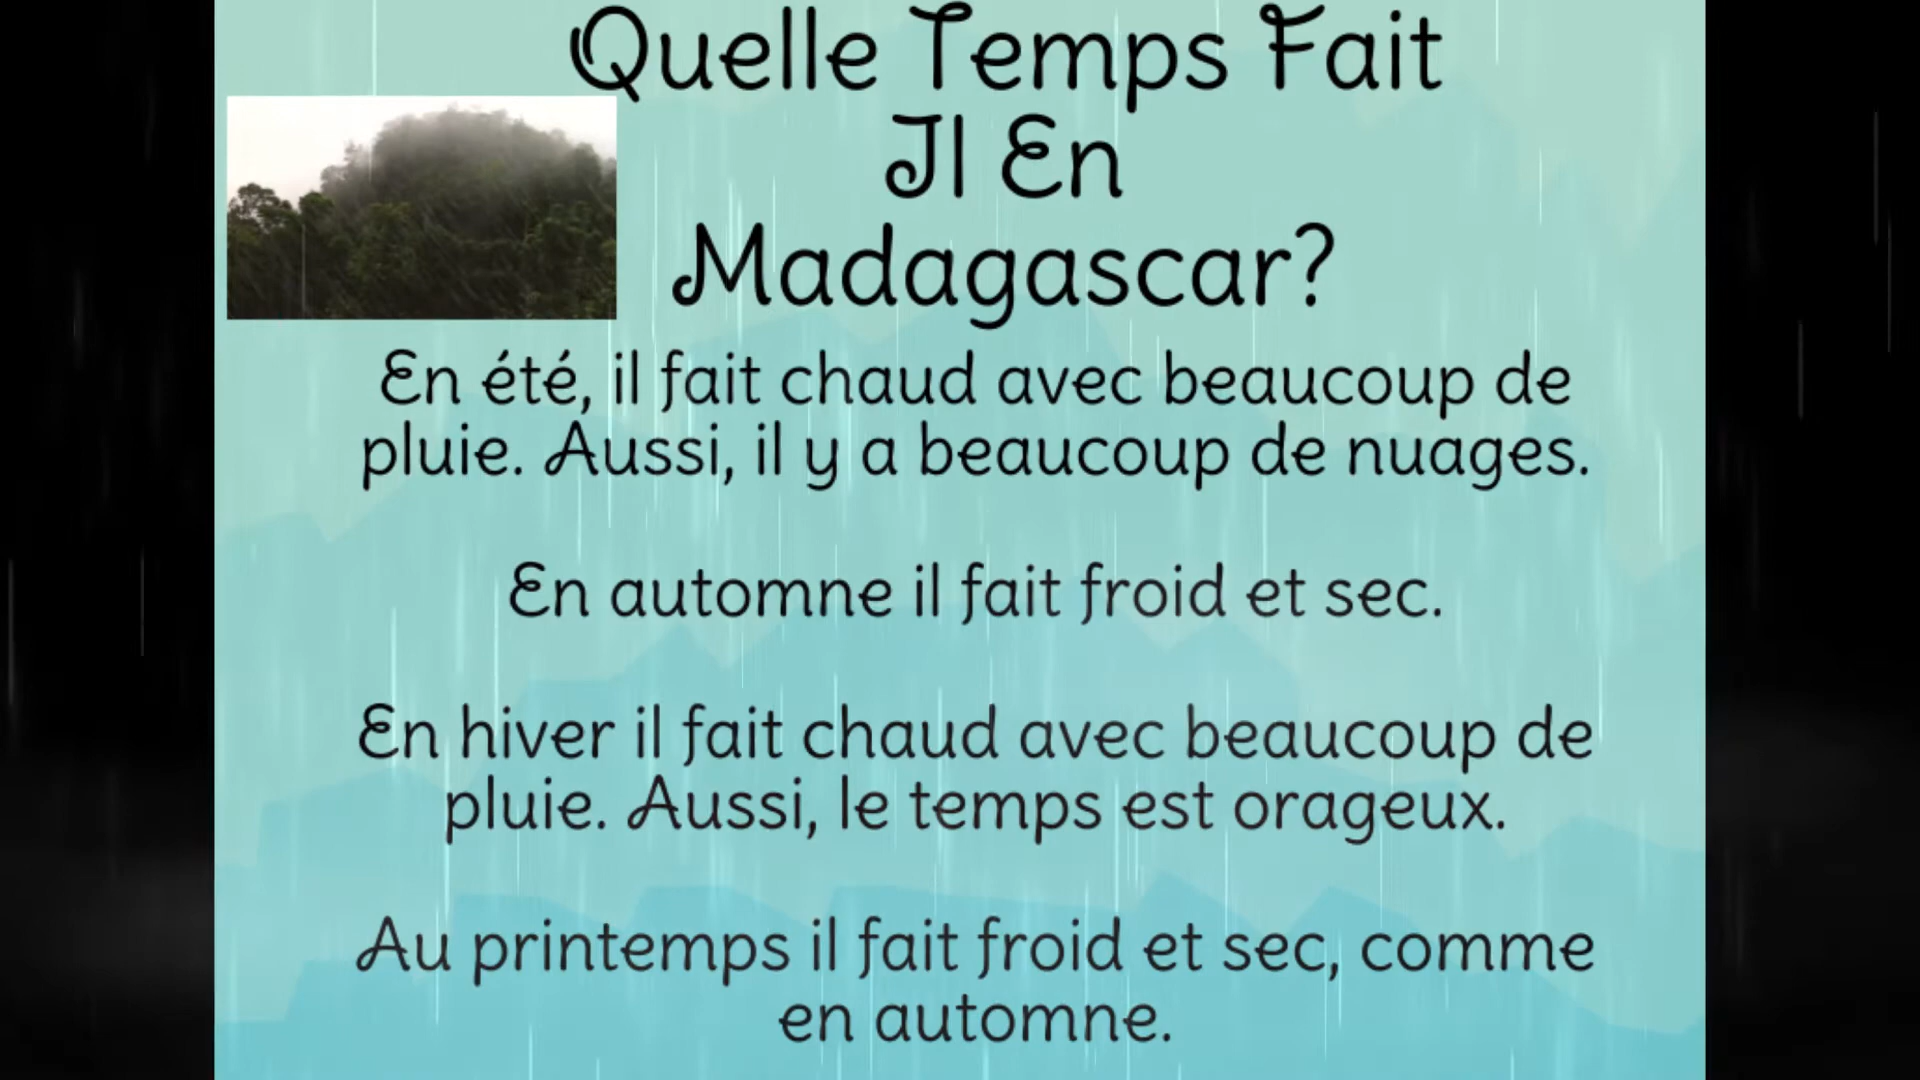 Quelle Temps Fait
Il En
Madagascar?
En été, il fait chaud avec beaucoup de
pluie. Aussi, il y a beaucoup de nuages.
En automne il fait froid et sec.
En hiver il fait chaud avec beaucoup de
pluie. Aussi, le temps est orageux.
Au printemps il fait froid et sec, comme
en automne.